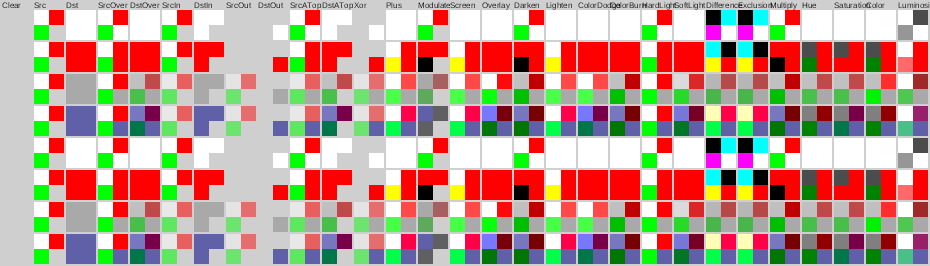 Clear Src Dst SrcOver DstOver SrcIn DstIn SrcOut DstOut SrcATop DstATop Xor Plus Modulate Screen Overlay Darken Lighten ColorDodge ColorBurn HardLight SoftLight Difference Exclusion Multiply Hue Saturation Color Luminosi